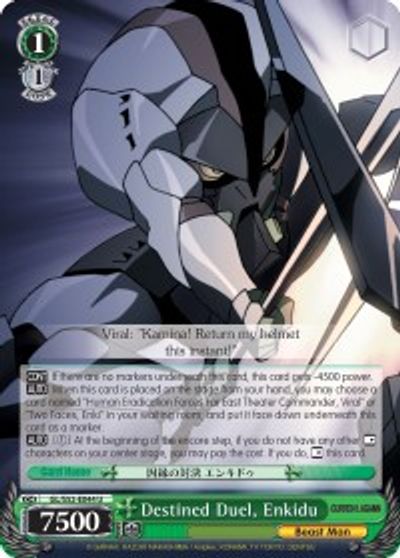 1
1
Viral: "Kamina! Return my helmet
this instant!"
If there are no markers underneath this card, this card gets -4500 power.
When this card is placed on the stage from your hand, you may choose a
card named "Human Eradication Forces Far East Theater Commander, Viral" or
"Two Faces, Enki" in your waiting room, and put it face down underneath this
card as a marker.
At the beginning of the encore step, if you do not have any other
characters on your center stage, you may pay the cost. If you do not
Card Name
因縁の対決 エンキドゥ
7500
Destined Duel, Enkidu
Beast Man